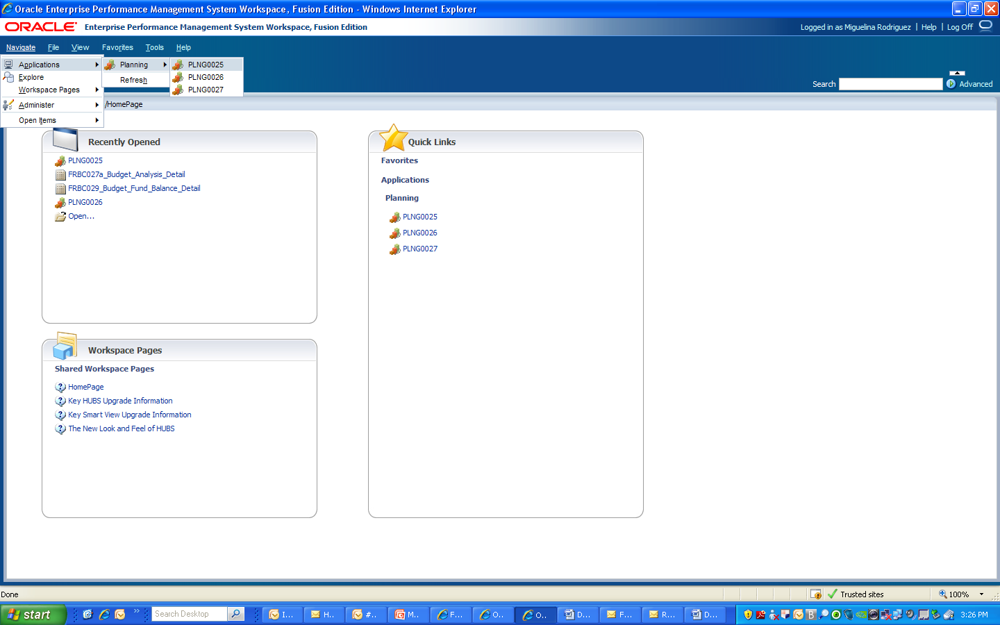 Oracle Enterprise Performance Management System Workspace, Fusion Edition - Windows Internet Explorer
ORACLE Enterprise Performance Management System Workspace, Fusion Edition
Logged in as Miguelina Rodriguez | Help | Log Off
Navigate File View Favorites Tools Help
Applications Planning PLNG0025
Explore Refresh PLNG0026
Workspace Pages PLNG0027
Search Advanced
Administer /HomePage
Open Items
Recently Opened
PLNG0025
FRBC027a_Budget_Analysis_Detail
FRBC029_Budget_Fund_Balance_Detail
PLNG0026
Open...
Quick Links
Favorites
Applications
Planning
PLNG0025
PLNG0026
PLNG0027
Workspace Pages
Shared Workspace Pages
HomePage
Key HUBS Upgrade Information
Key Smart View Upgrade Information
The New Look and Feel of HUBS
Done Trusted sites 100%
start Search Desktop I... H... #... M... F... O... O... D... F... R... D... 3:26 PM